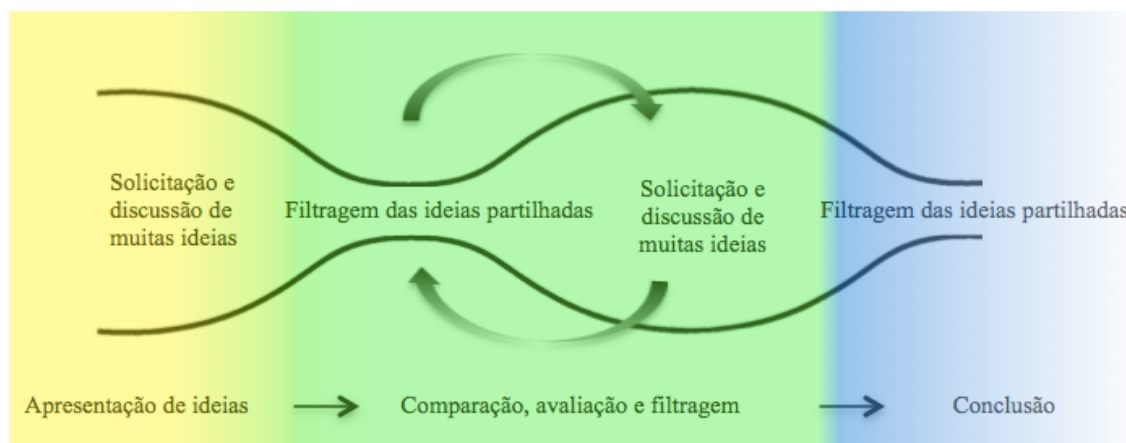 Solicitação e
discussão de
muitas ideias
Filtragem das ideias partilhadas
Solicitação e
discussão de
muitas ideias
Filtragem das ideias partilhadas
Apresentação de ideias
Comparação, avaliação e filtragem
Conclusão